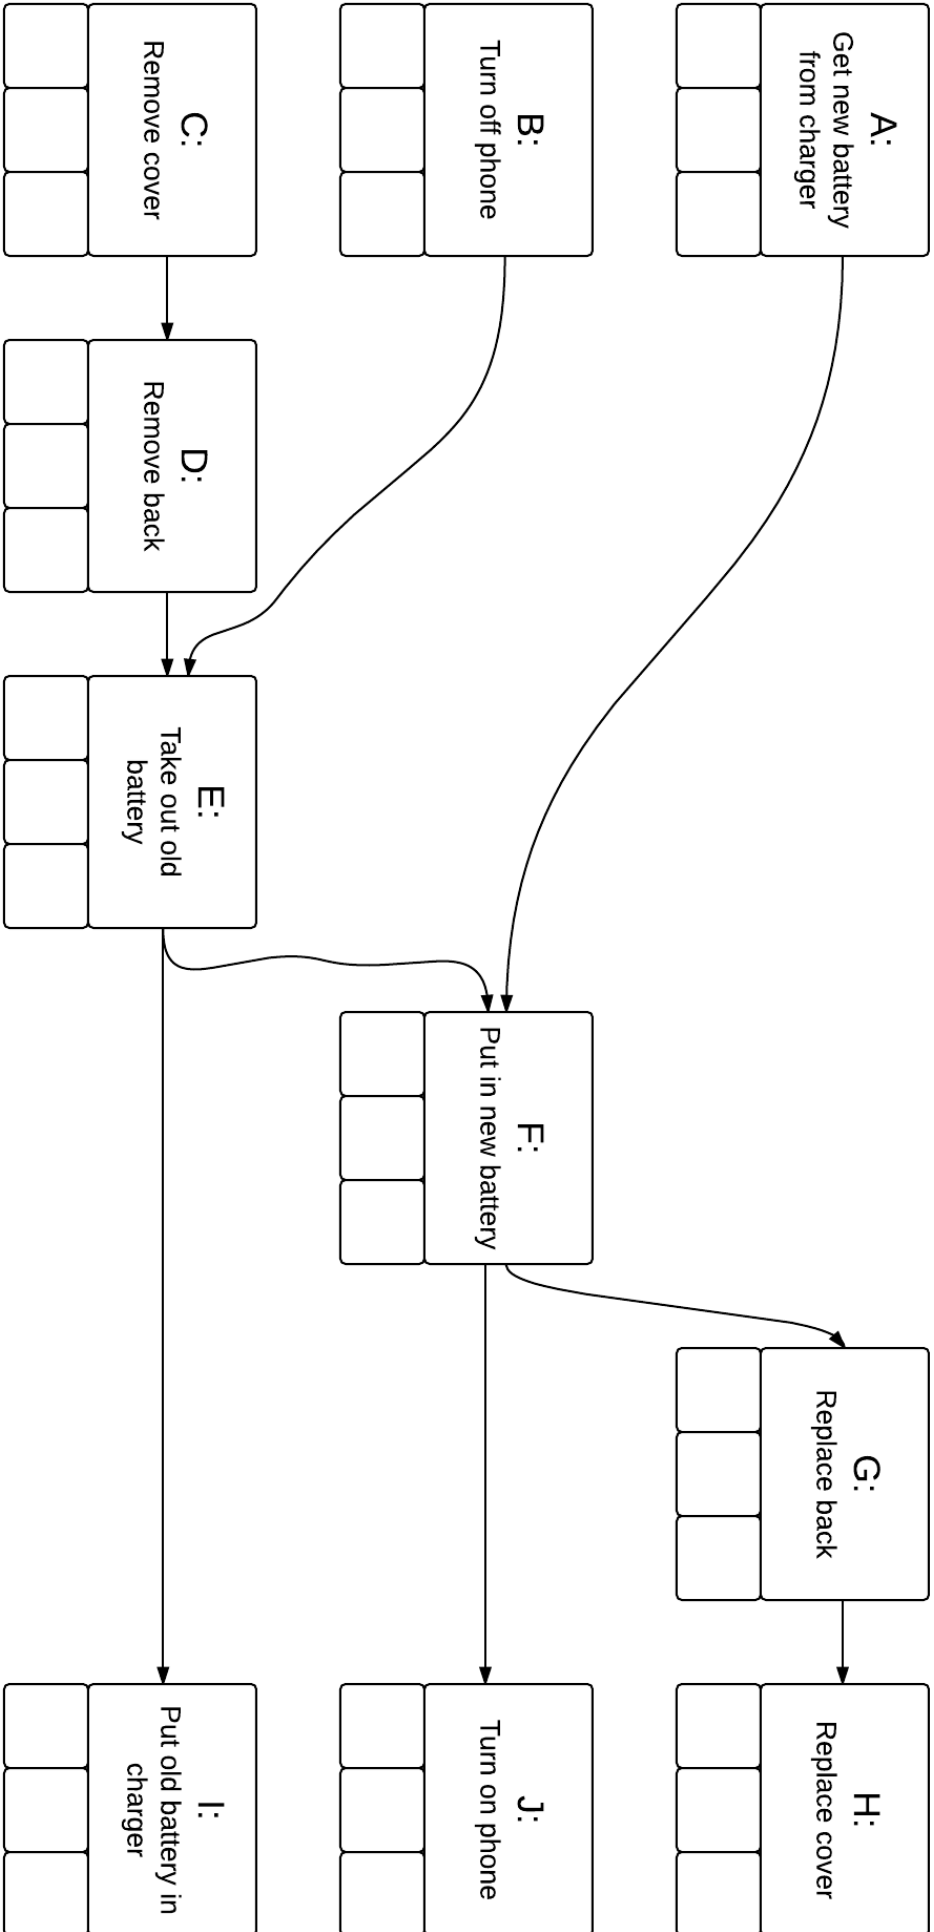 A:
Get new battery
from charger
B:
Turn off phone
C:
Remove cover
D:
Remove back
E:
Take out old
battery
F:
Put in new battery
G:
Replace back
H:
Replace cover
I:
Put old battery in
charger
J:
Turn on phone